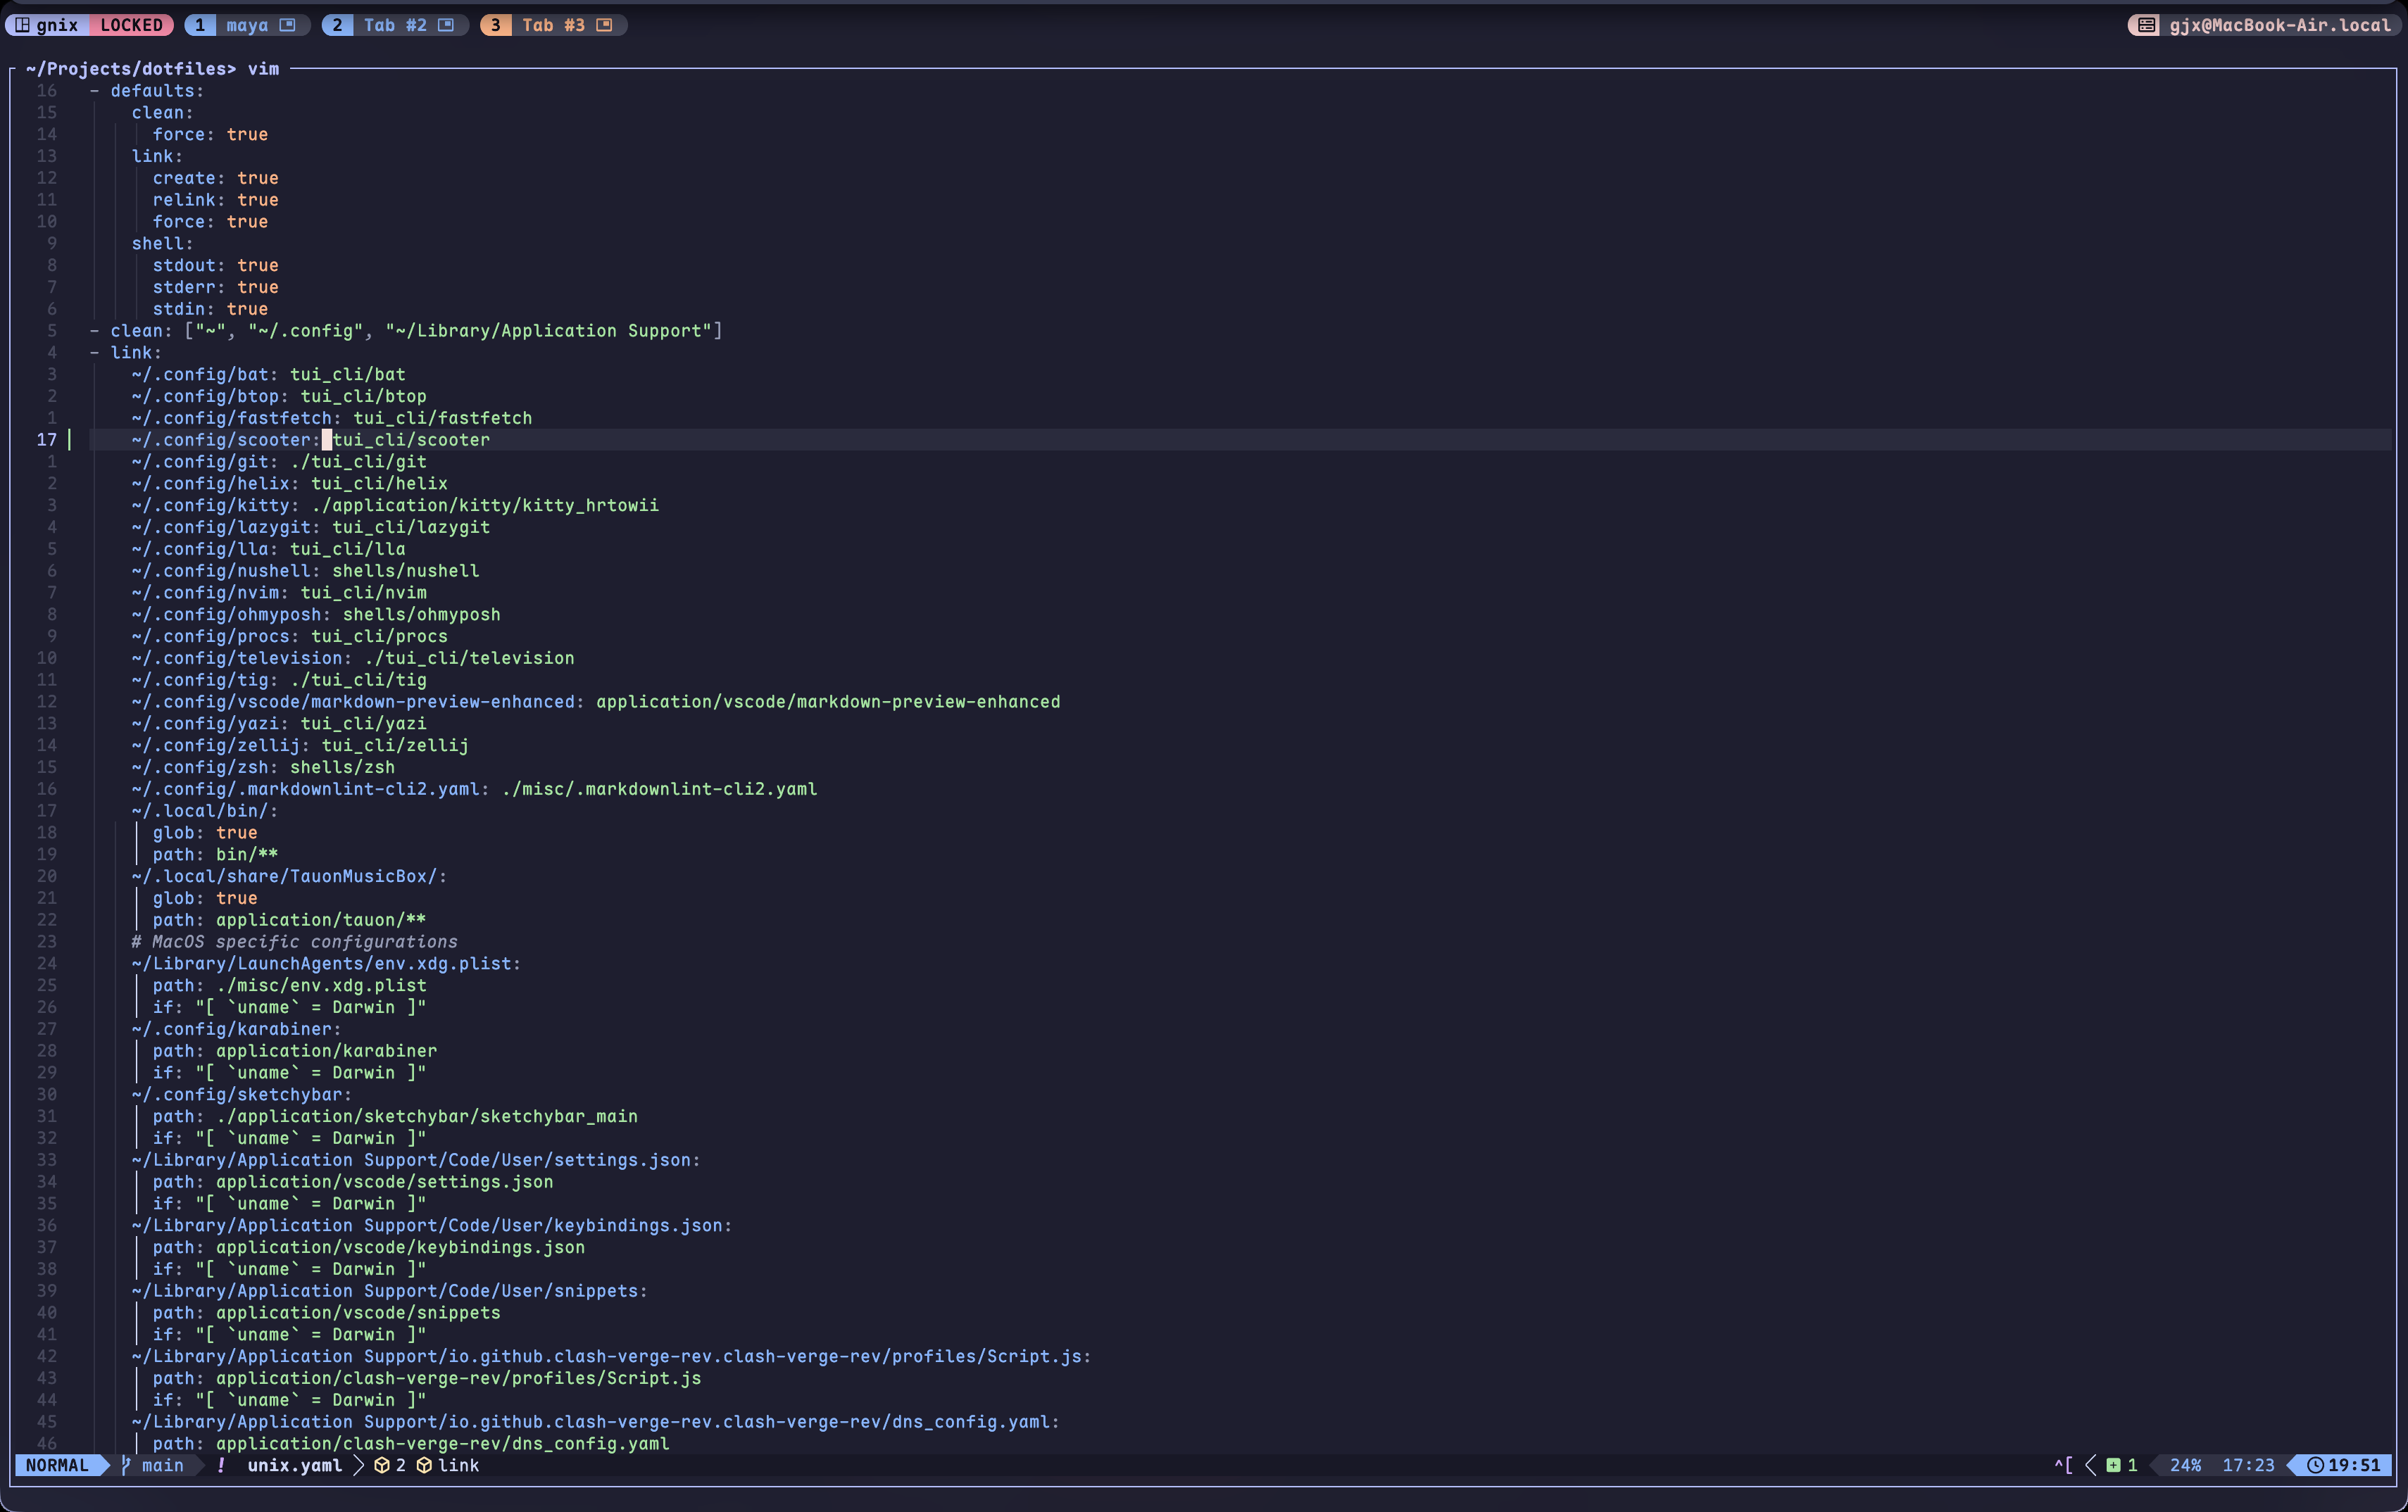 gnix LOCKED 1 maya 2 Tab #2 3 Tab #3 gjx@MacBook-Air.local
~/Projects/dotfiles> vim
16 - defaults:
15 clean:
14 force: true
13 link:
12 create: true
11 relink: true
10 force: true
9 shell:
8 stdout: true
7 stderr: true
6 stdin: true
5 - clean: ["~", "~/.config", "~/Library/Application Support"]
4 - link:
3 ~/.config/bat: tui_cli/bat
2 ~/.config/btop: tui_cli/btop
1 ~/.config/fastfetch: tui_cli/fastfetch
17 ~/.config/scooter: tui_cli/scooter
1 ~/.config/git: ./tui_cli/git
2 ~/.config/helix: tui_cli/helix
3 ~/.config/kitty: ./application/kitty/kitty_hrtowii
4 ~/.config/lazygit: tui_cli/lazygit
5 ~/.config/lla: tui_cli/lla
6 ~/.config/nushell: shells/nushell
7 ~/.config/nvim: tui_cli/nvim
8 ~/.config/ohmyposh: shells/ohmyposh
9 ~/.config/procs: tui_cli/procs
10 ~/.config/television: ./tui_cli/television
11 ~/.config/tig: ./tui_cli/tig
12 ~/.config/vscode/markdown-preview-enhanced: application/vscode/markdown-preview-enhanced
13 ~/.config/yazi: tui_cli/yazi
14 ~/.config/zellij: tui_cli/zellij
15 ~/.config/zsh: shells/zsh
16 ~/.config/.markdownlint-cli2.yaml: ./misc/.markdownlint-cli2.yaml
17 ~/.local/bin/:
18 glob: true
19 path: bin/**
20 ~/.local/share/TauonMusicBox/:
21 glob: true
22 path: application/tauon/**
23 # MacOS specific configurations
24 ~/Library/LaunchAgents/env.xdg.plist:
25 path: ./misc/env.xdg.plist
26 if: "[ `uname` = Darwin ]"
27 ~/.config/karabiner:
28 path: application/karabiner
29 if: "[ `uname` = Darwin ]"
30 ~/.config/sketchybar:
31 path: ./application/sketchybar/sketchybar_main
32 if: "[ `uname` = Darwin ]"
33 ~/Library/Application Support/Code/User/settings.json:
34 path: application/vscode/settings.json
35 if: "[ `uname` = Darwin ]"
36 ~/Library/Application Support/Code/User/keybindings.json:
37 path: application/vscode/keybindings.json
38 if: "[ `uname` = Darwin ]"
39 ~/Library/Application Support/Code/User/snippets:
40 path: application/vscode/snippets
41 if: "[ `uname` = Darwin ]"
42 ~/Library/Application Support/io.github.clash-verge-rev.clash-verge-rev/profiles/Script.js:
43 path: application/clash-verge-rev/profiles/Script.js
44 if: "[ `uname` = Darwin ]"
45 ~/Library/Application Support/io.github.clash-verge-rev.clash-verge-rev/dns_config.yaml:
46 path: application/clash-verge-rev/dns_config.yaml
NORMAL main ! unix.yaml 2 link ^[ 1 24% 17:23 19:51